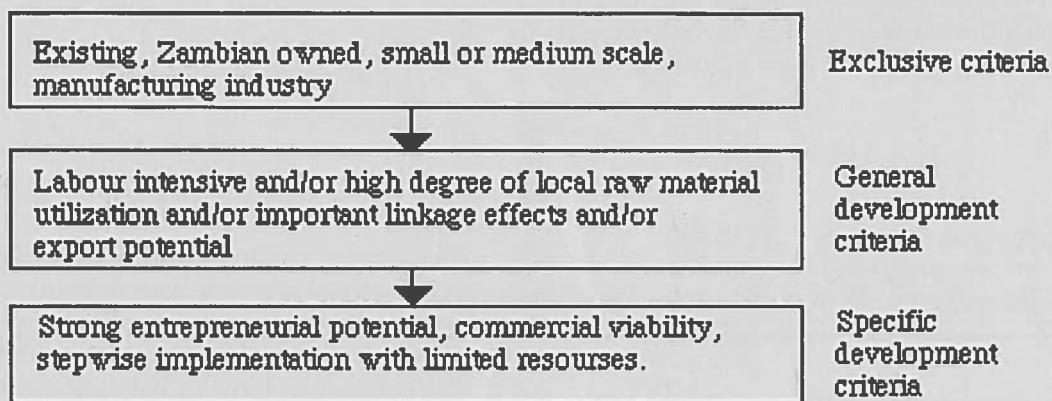 Existing, Zambian owned, small or medium scale,
manufacturing industry
Exclusive criteria
Labour intensive and/or high degree of local raw material
utilization and/or important linkage effects and/or
export potential
General
development
criteria
Strong entrepreneurial potential, commercial viability,
stepwise implementation with limited resourses.
Specific
development
criteria